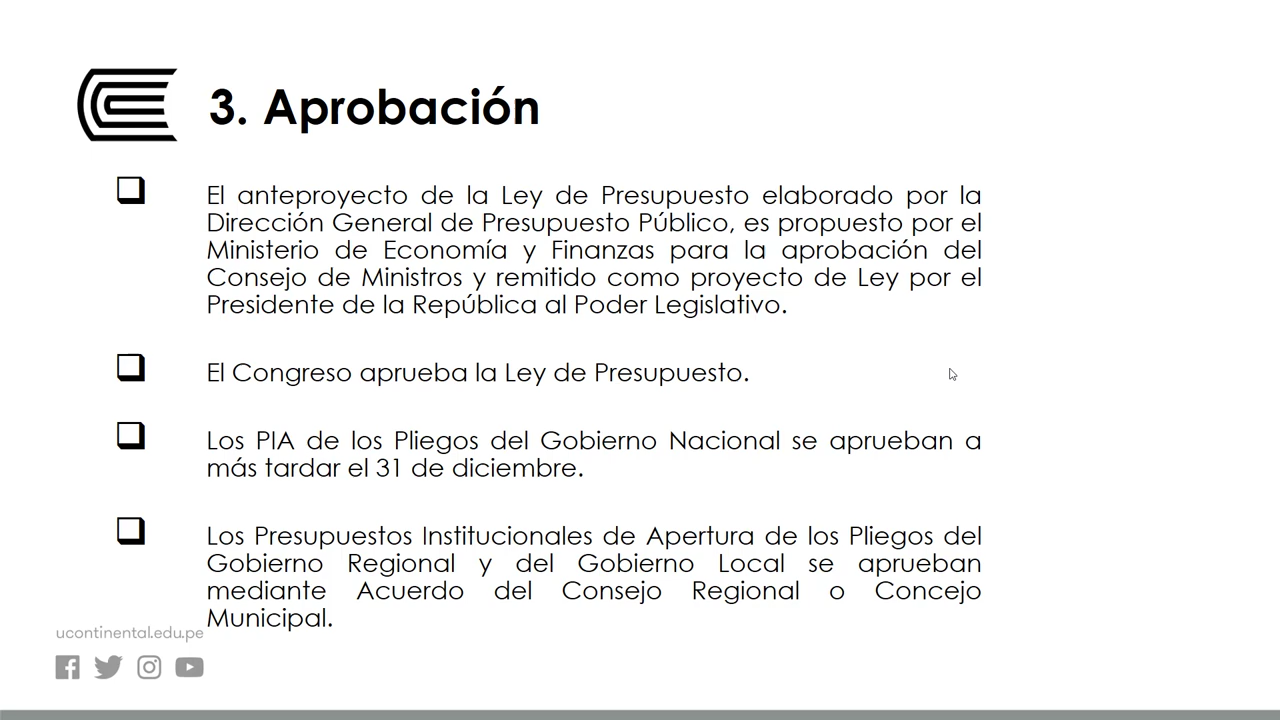 3. Aprobación
El anteproyecto de la Ley de Presupuesto elaborado por la
Dirección General de Presupuesto Público, es propuesto por el
Ministerio de Economía y Finanzas para la aprobación del
Consejo de Ministros y remitido como proyecto de Ley por el
Presidente de la República al Poder Legislativo.
El Congreso aprueba la Ley de Presupuesto.
Los PIA de los Pliegos del Gobierno Nacional se aprueban a
más tardar el 31 de diciembre.
Los Presupuestos Institucionales de Apertura de los Pliegos del
Gobierno Regional y del Gobierno Local se aprueban
mediante Acuerdo del Consejo Regional o Concejo
Municipal.
ucontinental.edu.pe